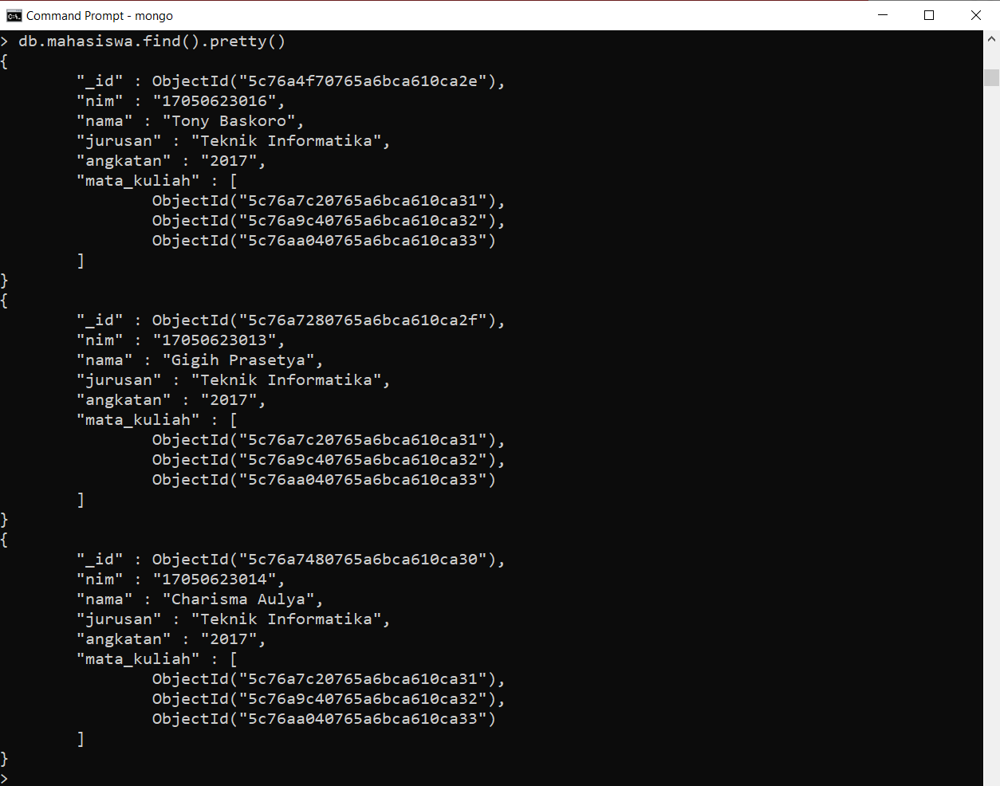 Command Prompt - mongo
> db.mahasiswa.find().pretty()
{
"_id" : ObjectId("5c76a4f70765a6bca610ca2e"),
"nim" : "17050623016",
"nama" : "Tony Baskoro",
"jurusan" : "Teknik Informatika",
"angkatan" : "2017",
"mata_kuliah" : [
ObjectId("5c76a7c20765a6bca610ca31"),
ObjectId("5c76a9c40765a6bca610ca32"),
ObjectId("5c76aa040765a6bca610ca33")
]
}
{
"_id" : ObjectId("5c76a7280765a6bca610ca2f"),
"nim" : "17050623013",
"nama" : "Gigih Prasetya",
"jurusan" : "Teknik Informatika",
"angkatan" : "2017",
"mata_kuliah" : [
ObjectId("5c76a7c20765a6bca610ca31"),
ObjectId("5c76a9c40765a6bca610ca32"),
ObjectId("5c76aa040765a6bca610ca33")
]
}
{
"_id" : ObjectId("5c76a7480765a6bca610ca30"),
"nim" : "17050623014",
"nama" : "Charisma Aulya",
"jurusan" : "Teknik Informatika",
"angkatan" : "2017",
"mata_kuliah" : [
ObjectId("5c76a7c20765a6bca610ca31"),
ObjectId("5c76a9c40765a6bca610ca32"),
ObjectId("5c76aa040765a6bca610ca33")
]
}
>